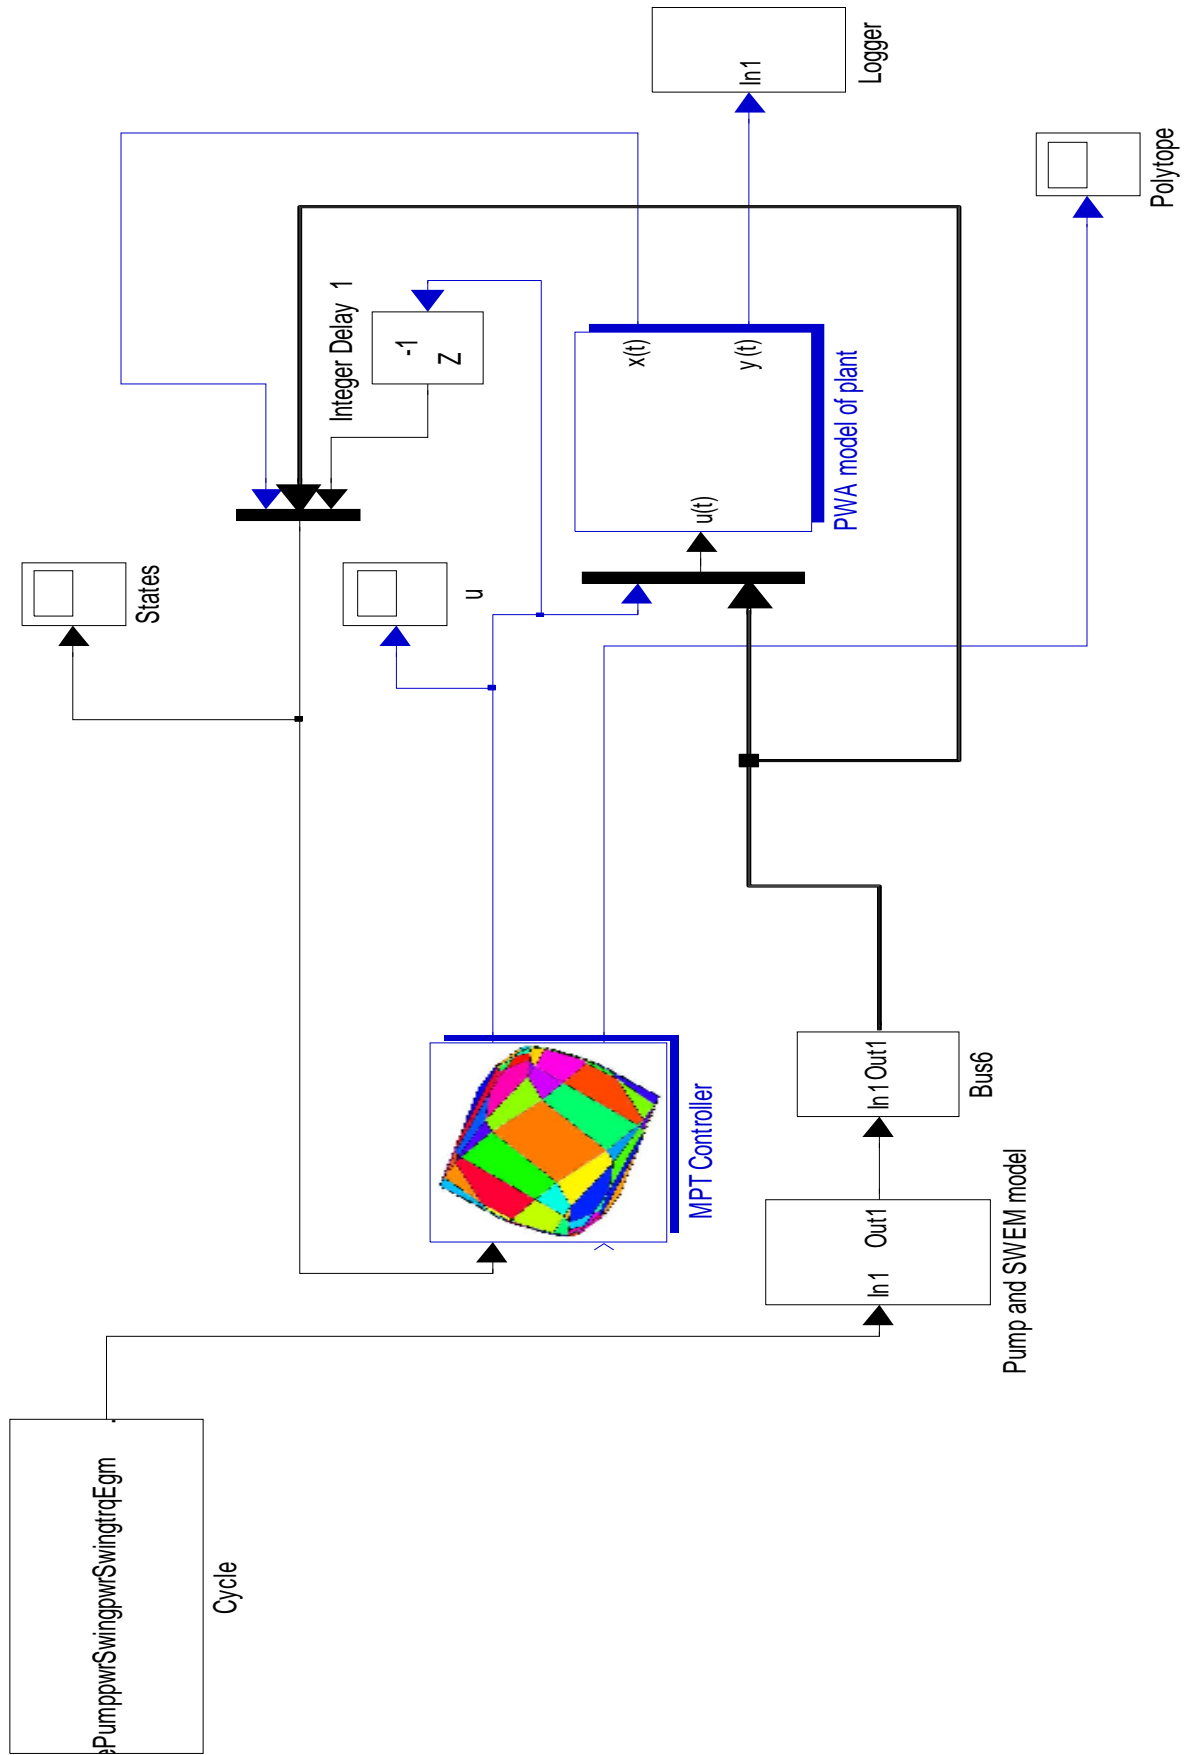 States
u
Integer Delay 1
-1
Z
x(t)
y(t)
u(t)
PWA model of plant
In1
Logger
Polytope
MPT Controller
In1 Out1
Bus6
In1 Out1
Pump and SWEM model
ePumppwrSwingpwrSwingtrqEgm
Cycle